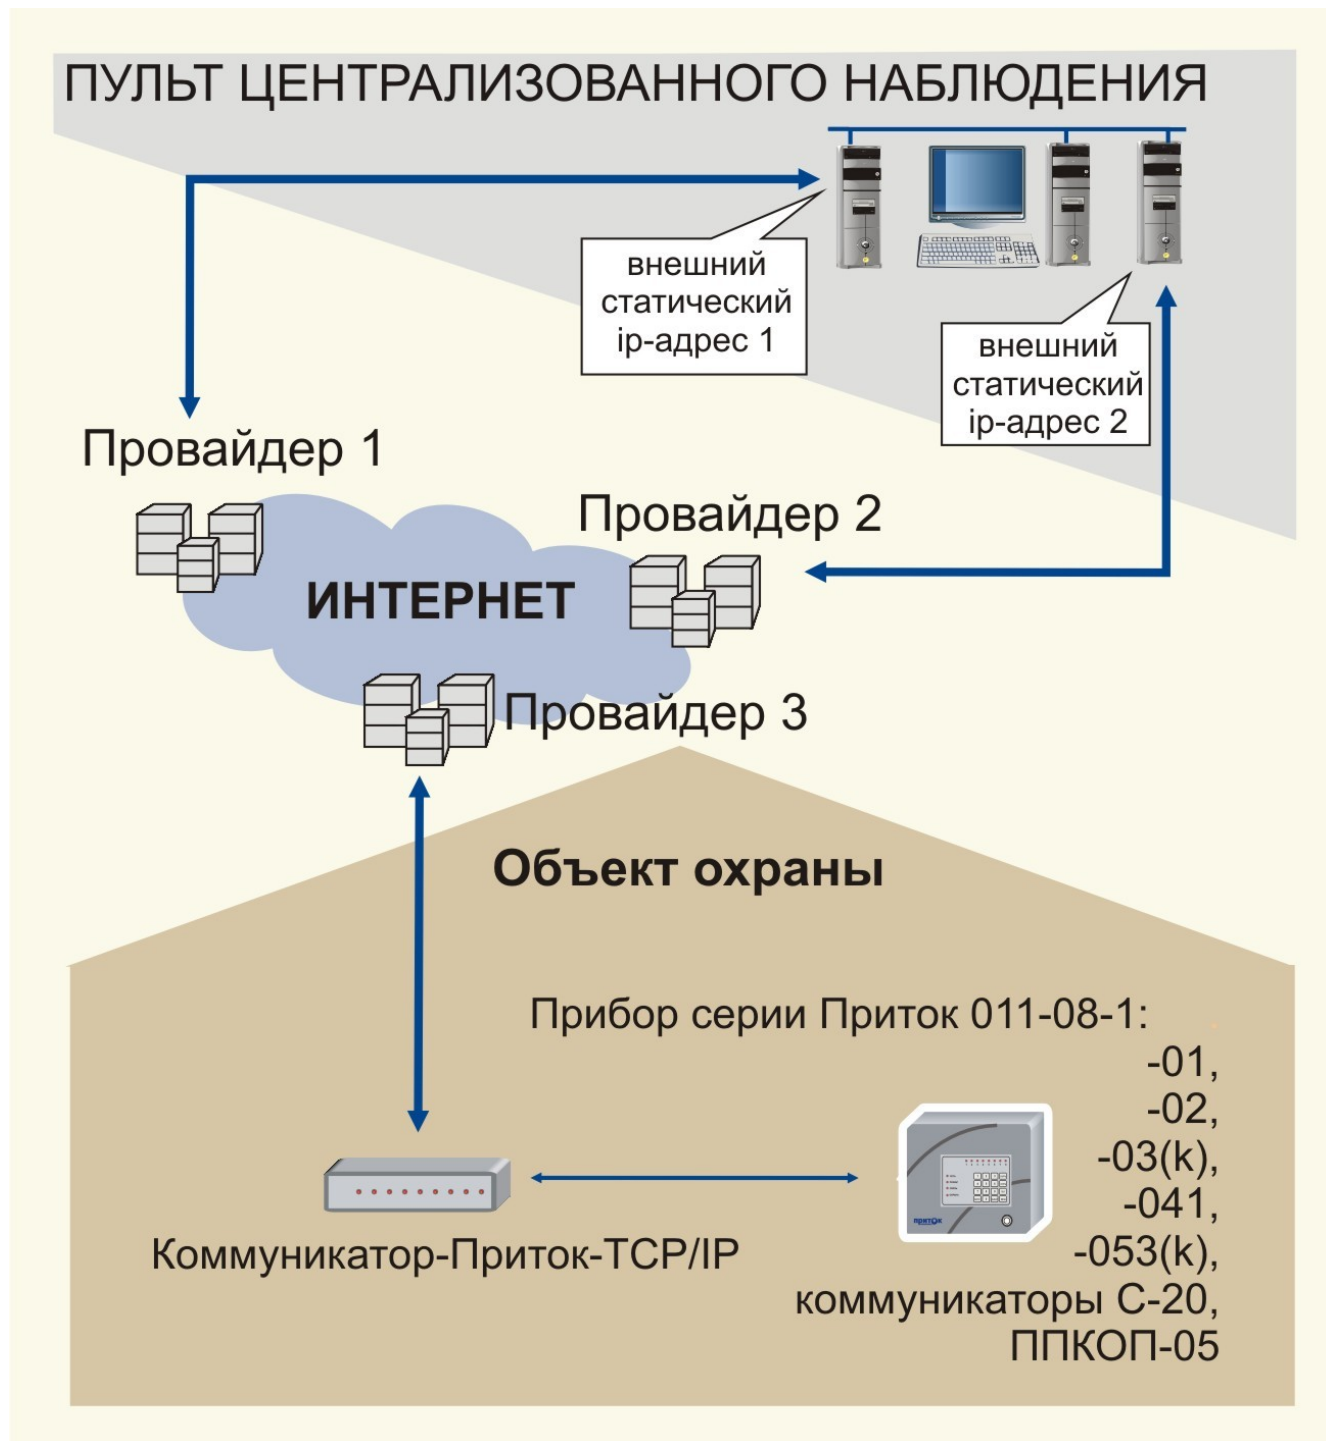 ПУЛЬТ ЦЕНТРАЛИЗОВАННОГО НАБЛЮДЕНИЯ
внешний
статический
ip-адрес 1
внешний
статический
ip-адрес 2
Провайдер 1
Провайдер 2
ИНТЕРНЕТ
Провайдер 3
Объект охраны
Прибор серии Приток 011-08-1:
-01,
-02,
-03(k),
-041,
-053(k),
коммуникаторы С-20,
ППКОП-05
Коммуникатор-Приток-TCP/IP
ПРИТОК